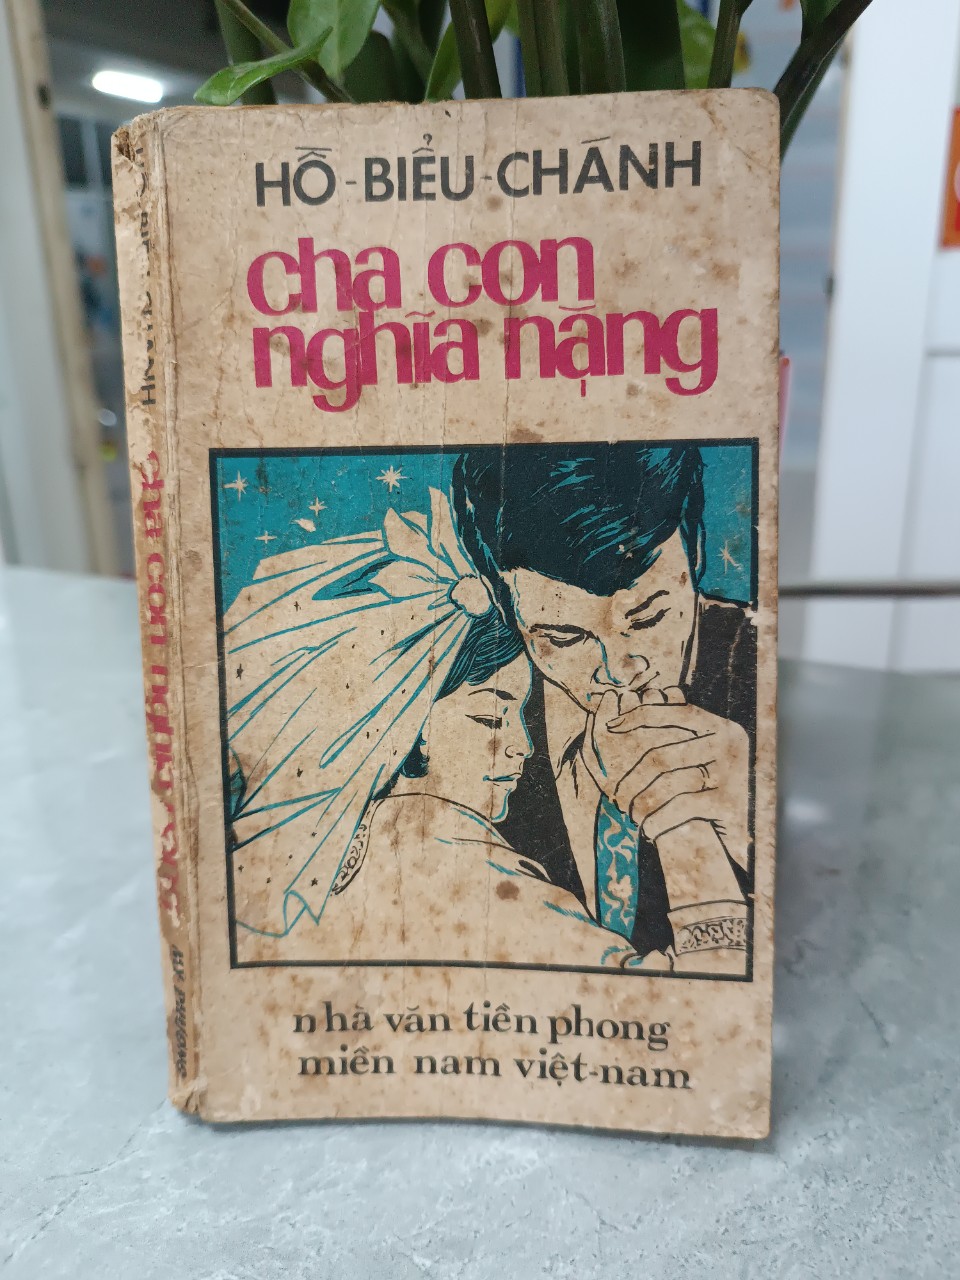 HỒ-BIỂU-CHÁNH
cha con
nghĩa nặng
nhà văn tiền phong
miền nam việt-nam
cha con nghĩa nặng